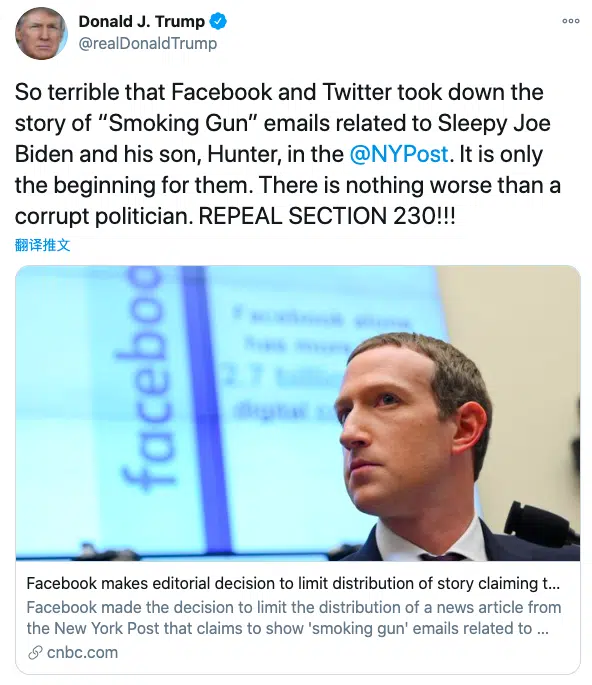 Donald J. Trump
@realDonaldTrump
So terrible that Facebook and Twitter took down the
story of “Smoking Gun” emails related to Sleepy Joe
Biden and his son, Hunter, in the @NYPost. It is only
the beginning for them. There is nothing worse than a
corrupt politician. REPEAL SECTION 230!!!
翻译推文
faceboo
Facebook alone
has more
2.7 billion
digital c
Facebook makes editorial decision to limit distribution of story claiming t...
Facebook made the decision to limit the distribution of a news article from
the New York Post that claims to show 'smoking gun' emails related to ...
cnbc.com